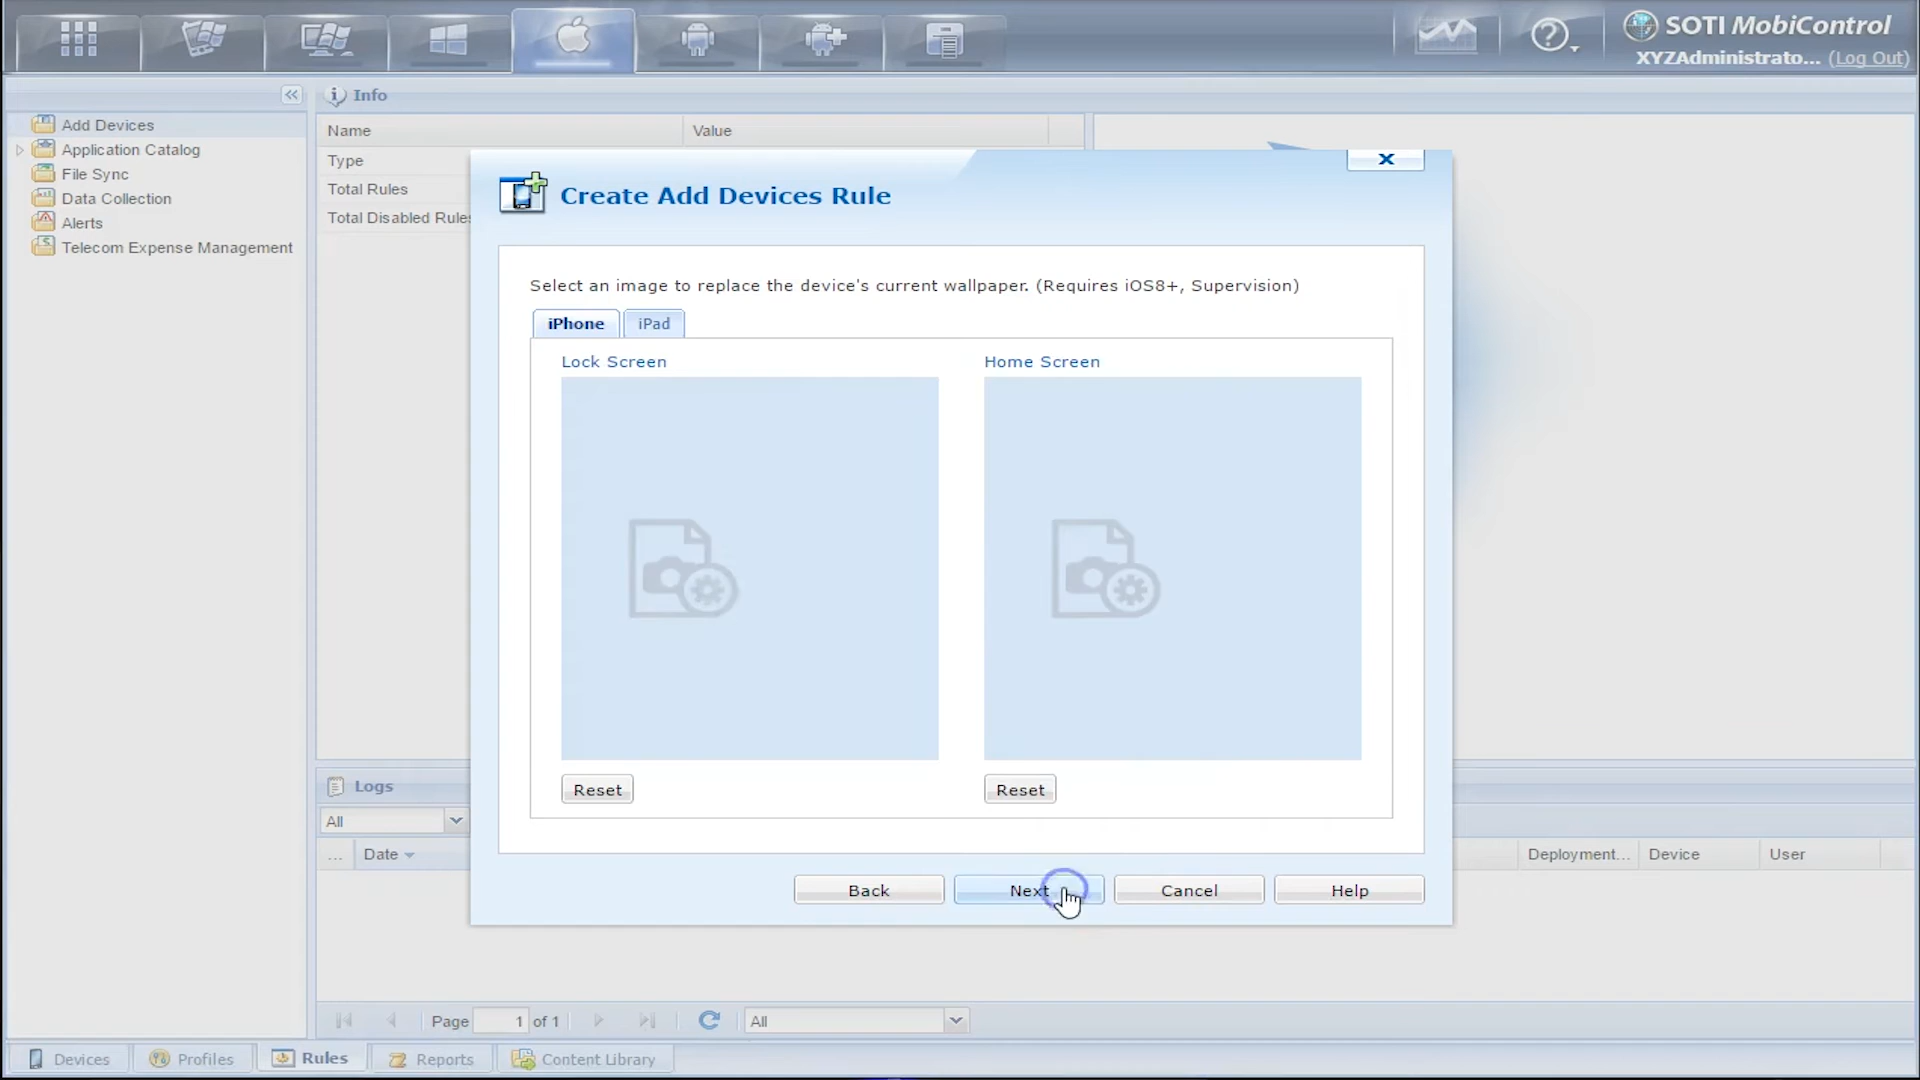 SOTI MobiControl
XYZAdministrato... (Log Out)
Add Devices
Application Catalog
File Sync
Data Collection
Alerts
Telecom Expense Management
Info
Name Value
Type
Total Rules
Total Disabled Rules
Create Add Devices Rule
Select an image to replace the device's current wallpaper. (Requires iOS8+, Supervision)
iPhone iPad
Lock Screen Home Screen
Reset Reset
Back Next Cancel Help
Logs
All
... Date Deployment... Device User
Page 1 of 1 All
Devices Profiles Rules Reports Content Library